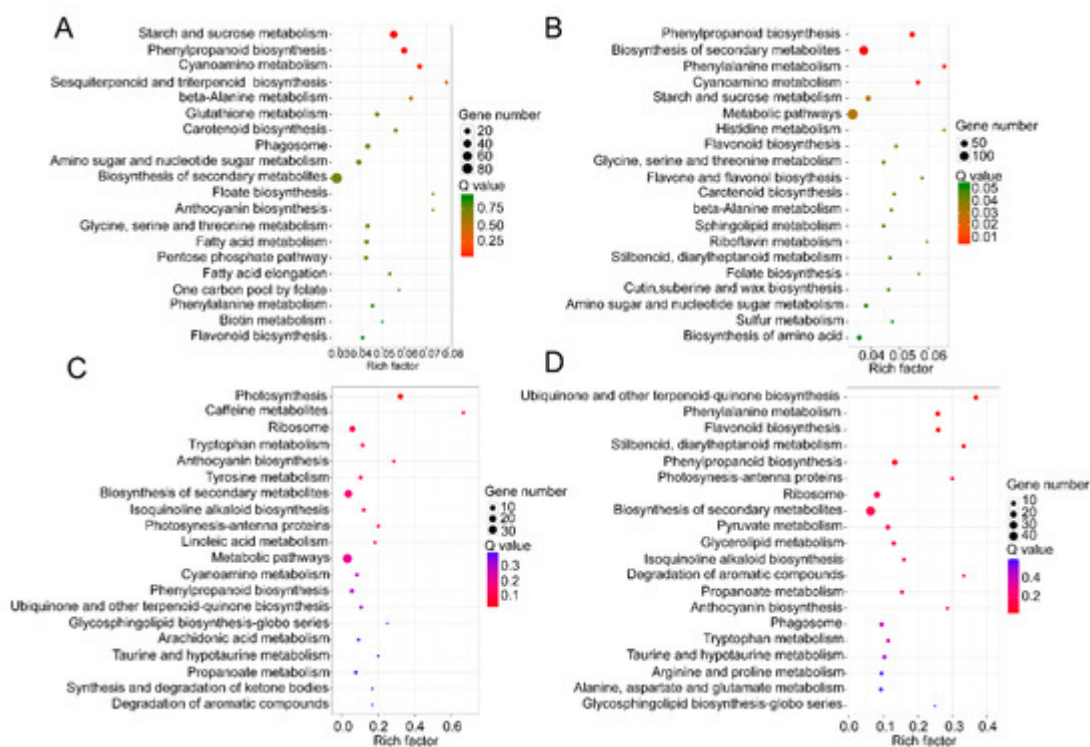 A
Starch and sucrose metabolism
Phenylpropanoid biosynthesis
Cyanoamino metabolism
Sesquiterpenoid and triterpenoid biosynthesis
beta-Alanine metabolism
Glutathione metabolism
Carotenoid biosynthesis
Phagosome
Amino sugar and nucleotide sugar metabolism
Biosynthesis of secondary metabolites
Floate biosynthesis
Anthocyanin biosynthesis
Glycine, serine and threonine metabolism
Fatty acid metabolism
Pentose phosphate pathway
Fatty acid elongation
One carbon pool by folate
Phenylalanine metabolism
Biotin metabolism
Flavonoid biosynthesis
0.03 0.04 0.05 0.06 0.07 0.08
Rich factor
Gene number
20
40
60
80
Q value
0.75
0.50
0.25
B
Phenylpropanoid biosynthesis
Biosynthesis of secondary metabolites
Phenylalanine metabolism
Cyanoamino metabolism
Starch and sucrose metabolism
Metabolic pathways
Histidine metabolism
Flavonoid biosynthesis
Glycine, serine and threonine metabolism
Flavone and flavonol biosyntheis
Carotenoid biosynthesis
beta-Alanine metabolism
Sphingolipid metabolism
Riboflavin metabolism
Stilbenoid, diarylheptanoid metabolism
Folate biosynthesis
Cutin,suberine and wax biosynthesis
Amino sugar and nucleotide sugar metabolism
Sulfur metabolism
Biosynthesis of amino acid
0.04 0.05 0.06
Rich factor
Gene number
50
100
Q value
0.05
0.04
0.03
0.02
0.01
C
Photosynthesis
Caffeine metabolites
Ribosome
Tryptophan metabolism
Anthocyanin biosynthesis
Tyrosine metabolism
Biosynthesis of secondary metabolites
Isoquinoline alkaloid biosynthesis
Photosynesis-antenna proteins
Linoleic acid metabolism
Metabolic pathways
Cyanoamino metabolism
Phenylpropanoid biosynthesis
Ubiquinone and other terpenoid-quinone biosynthesis
Glycosphingolipid biosynthesis-globo series
Arachidonic acid metabolism
Taurine and hypotaurine metabolism
Propanoate metabolism
Synthesis and degradation of ketone bodies
Degradation of aromatic compounds
0.0 0.2 0.4 0.6
Rich factor
Gene number
10
20
30
Q value
0.3
0.2
0.1
D
Ubiquinone and other terpenoid-quinone biosynthesis
Phenylalanine metabolism
Flavonoid biosynthesis
Stilbenoid, diarylheptanoid metabolism
Phenylpropanoid biosynthesis
Photosynesis-antenna proteins
Ribosome
Biosynthesis of secondary metabolites
Pyruvate metabolism
Glycerolipid metabolism
Isoquinoline alkaloid biosynthesis
Degradation of aromatic compounds
Propanoate metabolism
Anthocyanin biosynthesis
Phagosome
Tryptophan metabolism
Taurine and hypotaurine metabolism
Arginine and proline metabolism
Alanine, aspartate and glutamate metabolism
Glycosphingolipid biosynthesis-globo series
0.0 0.1 0.2 0.3 0.4
Rich factor
Gene number
10
20
30
40
Q value
0.4
0.2